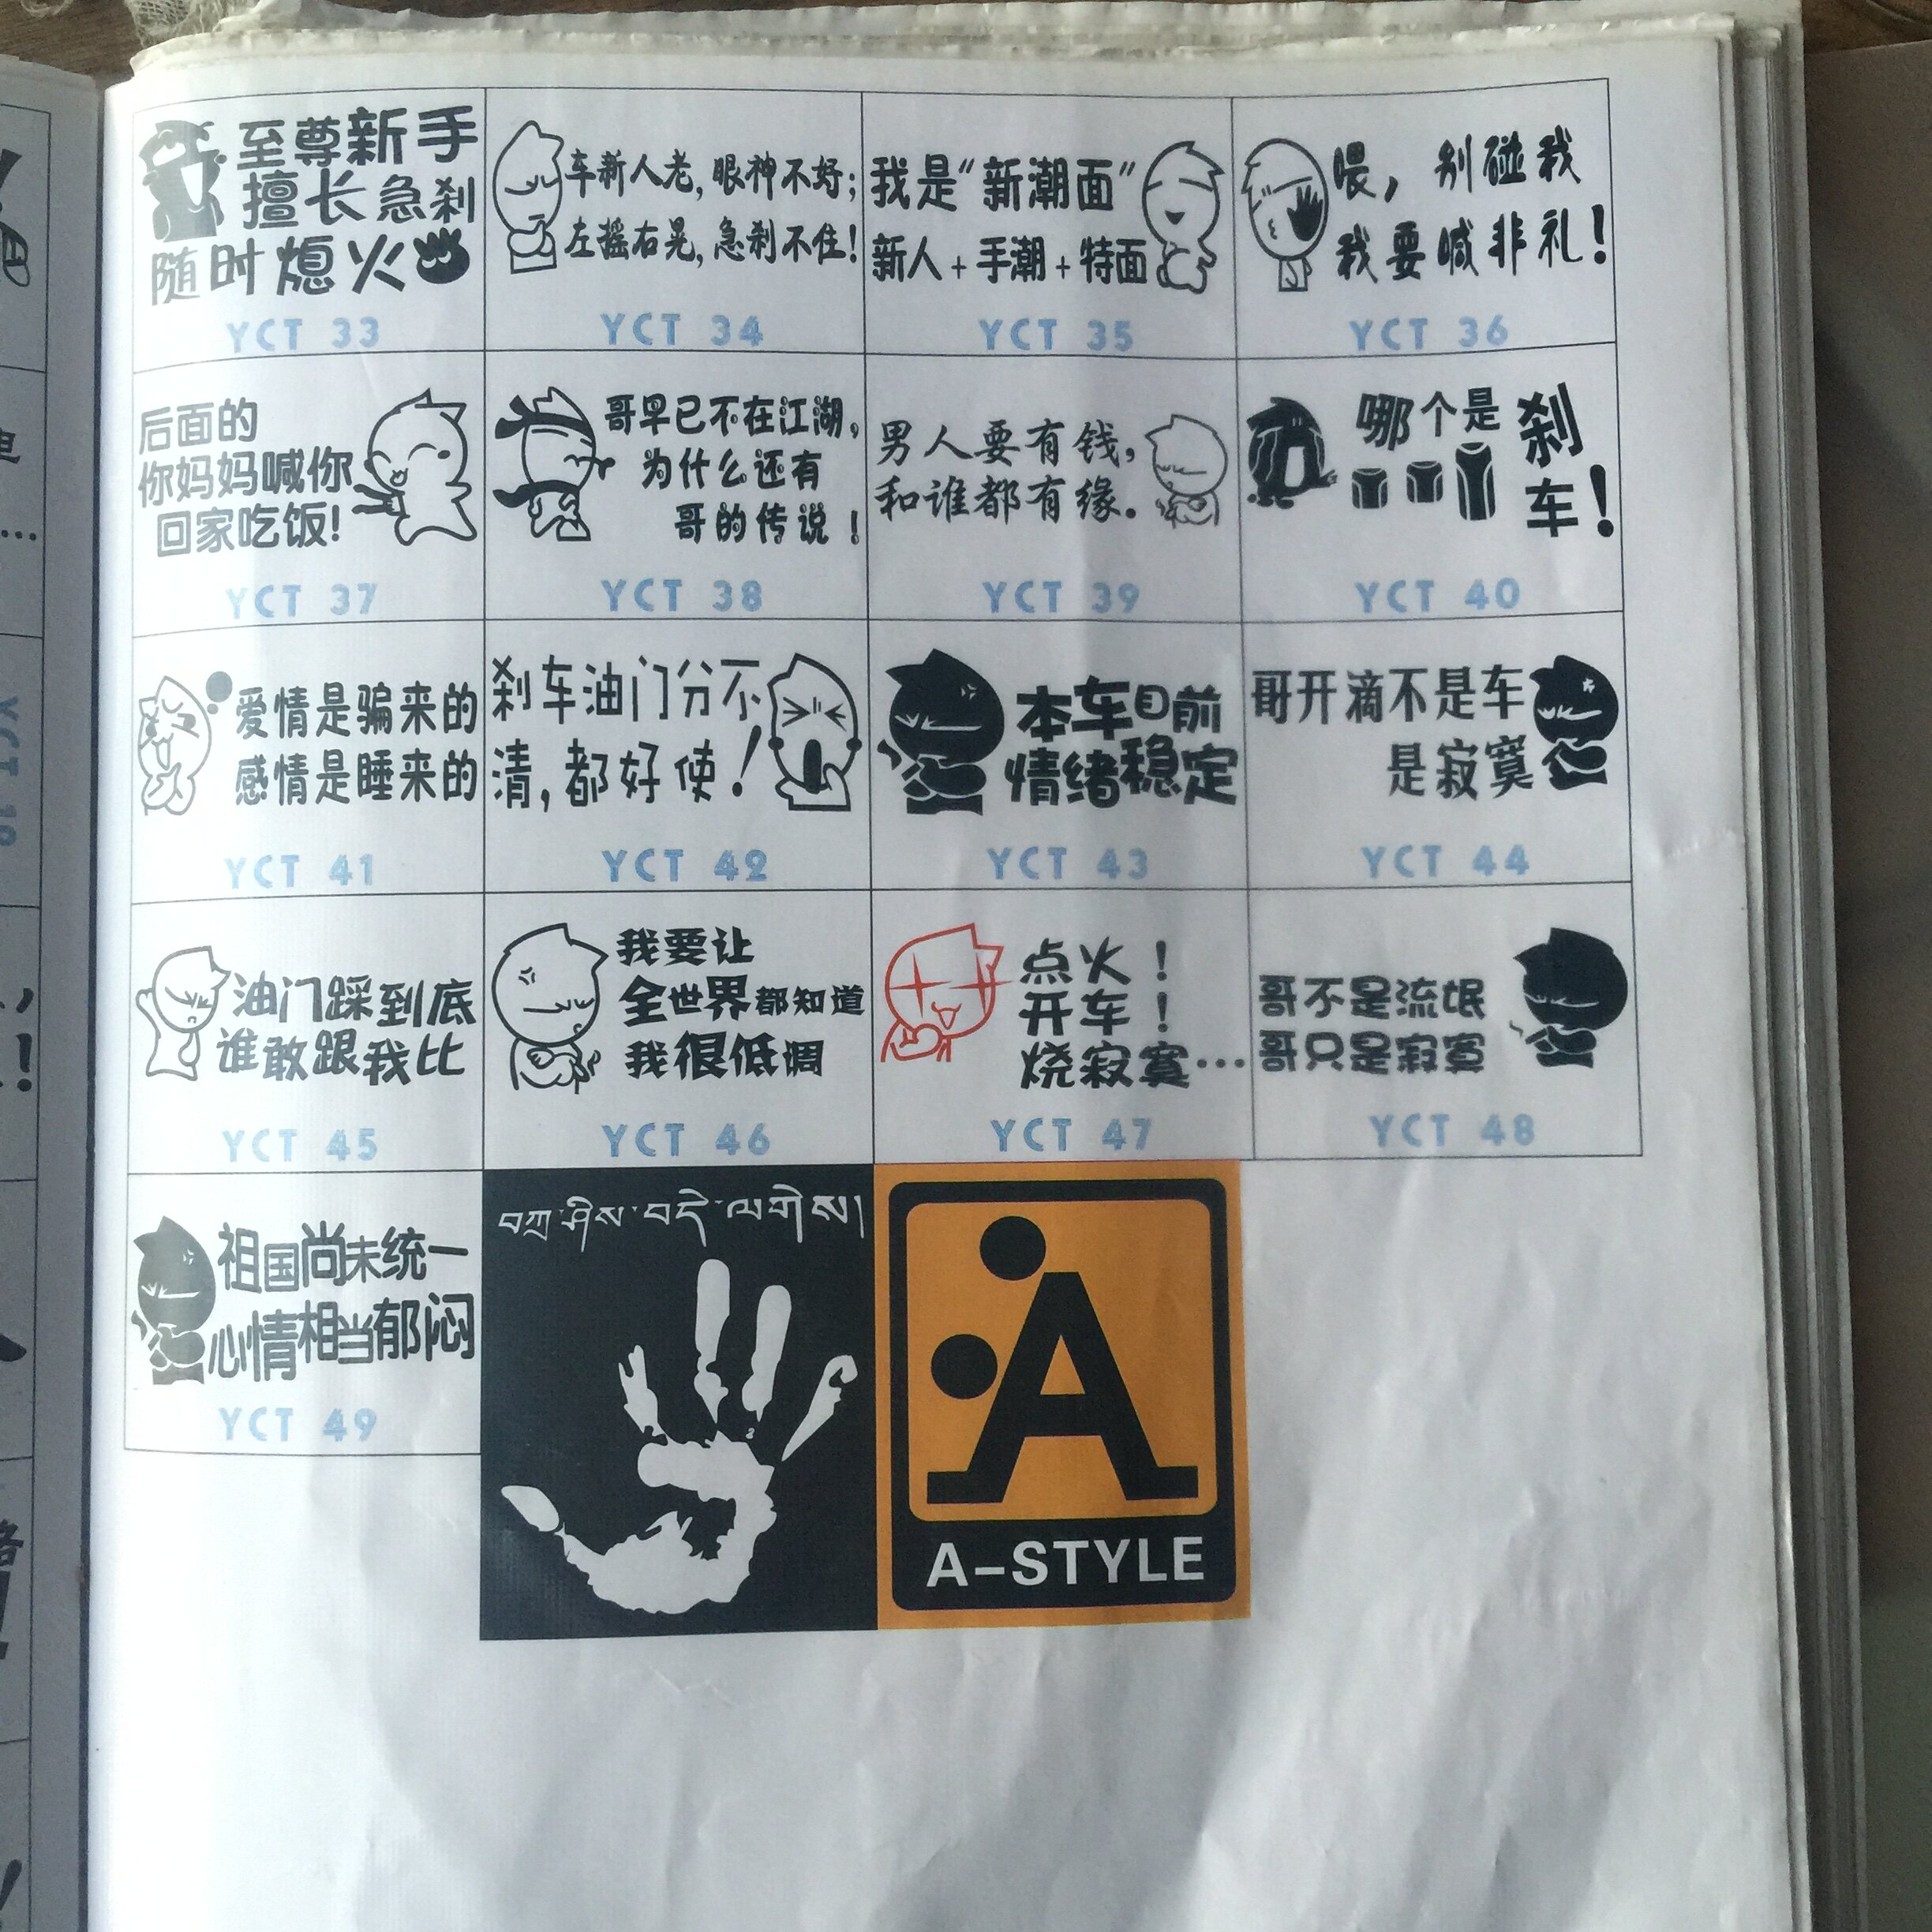 至尊新手
擅长急刹
随时熄火
YCT 33
车新人老,眼神不好;
左摇右晃,急刹不住!
YCT 34
我是“新潮面”
新人+手潮+特面
YCT 35
喂,别碰我
我要喊非礼!
YCT 36
后面的
你妈妈喊你
回家吃饭!
YCT 37
哥早已不在江湖,
为什么还有
哥的传说!
YCT 38
男人要有钱,
和谁都有缘。
YCT 39
哪个是
刹车!
YCT 40
爱情是骗来的
感情是睡来的
YCT 41
刹车油门分不
清,都好使!
YCT 42
本车目前
情绪稳定
YCT 43
哥开滴不是车
是寂寞
YCT 44
油门踩到底
谁敢跟我比
YCT 45
我要让
全世界都知道
我很低调
YCT 46
点火!
开车!
烧寂寞...
YCT 47
哥不是流氓
哥只是寂寞
YCT 48
祖国尚未统一
心情相当郁闷
YCT 49
བཀྲ་ཤིས་བདེ་ལགེས།
A
A-STYLE